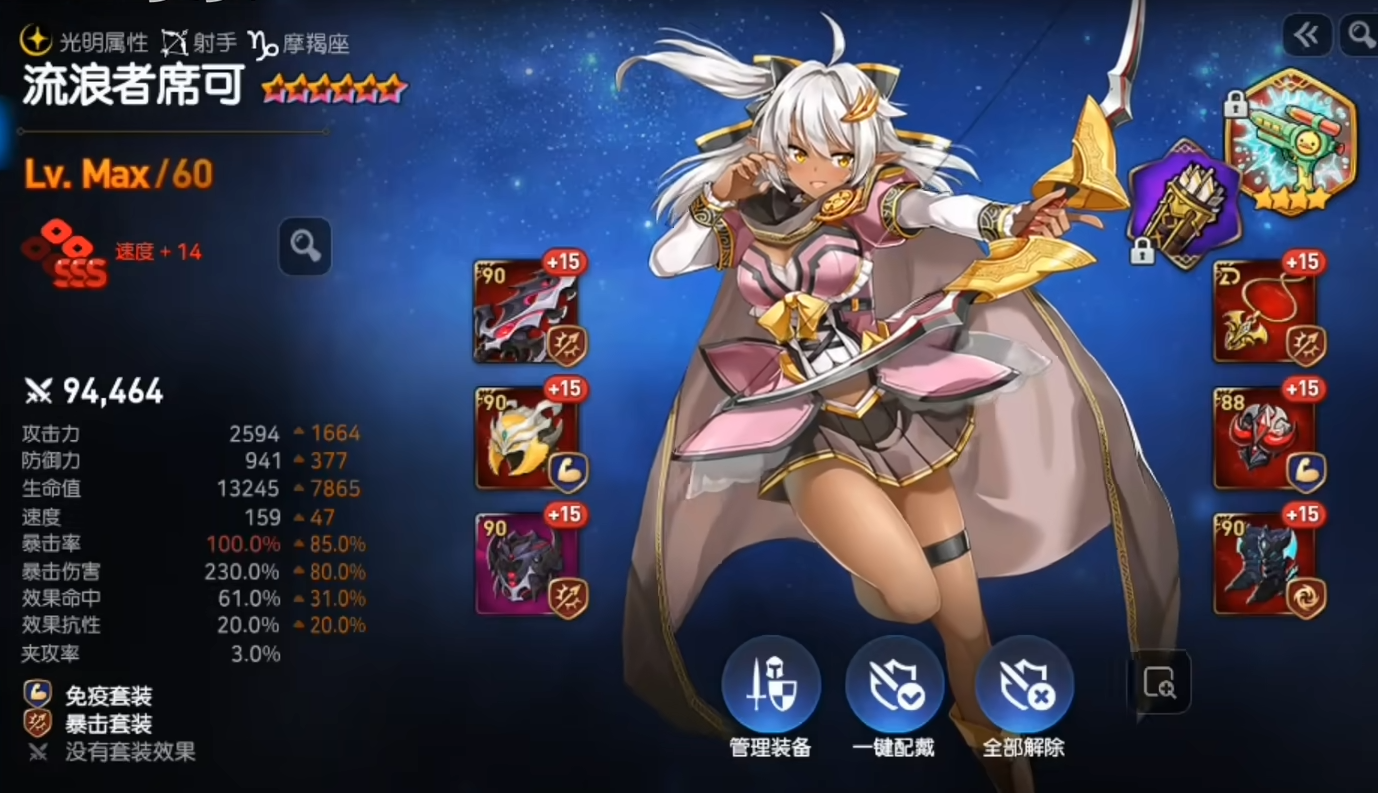 光明属性 射手 摩羯座
流浪者席可
Lv. Max/60
SSS 速度 + 14
94,464
攻击力 2594 1664
防御力 941 377
生命值 13245 7865
速度 159 47
暴击率 100.0% 85.0%
暴击伤害 230.0% 80.0%
效果命中 61.0% 31.0%
效果抗性 20.0% 20.0%
夹攻率 3.0%
免疫套装
暴击套装
没有套装效果
90 +15
90 +15
90 +15
+15
88 +15
90 +15
管理装备 一键配戴 全部解除